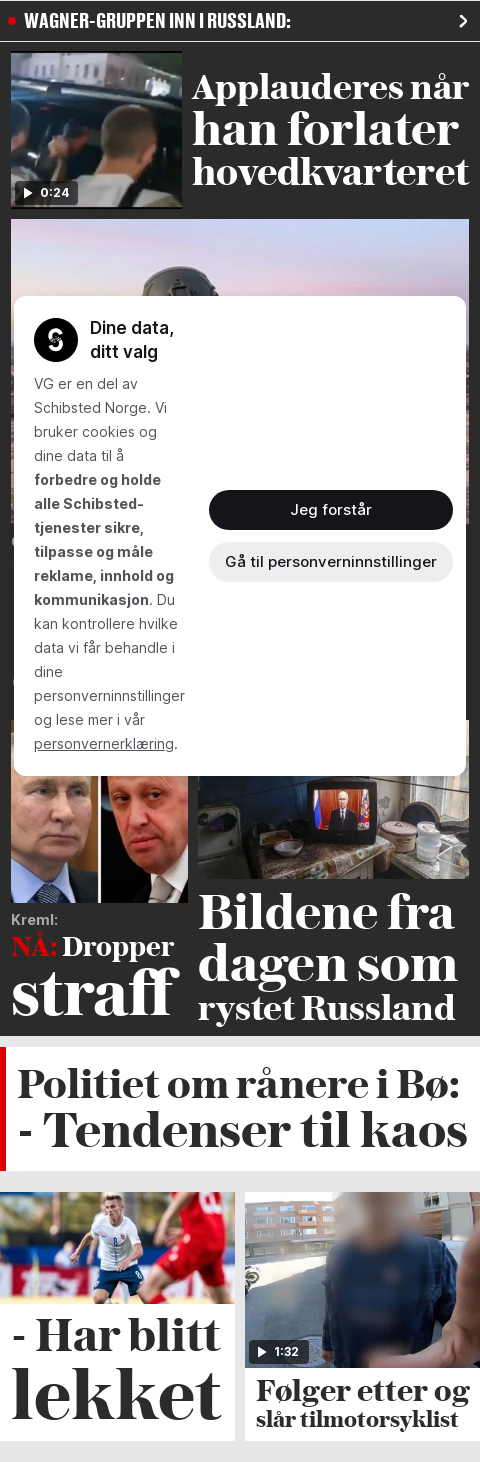 WAGNER-GRUPPEN INN I RUSSLAND:
0:24
Applauderes når
han forlater
hovedkvarteret
Dine data,
ditt valg
VG er en del av
Schibsted Norge. Vi
bruker cookies og
dine data til å
forbedre og holde
alle Schibsted-
tjenester sikre,
tilpasse og måle
reklame, innhold og
kommunikasjon. Du
kan kontrollere hvilke
data vi får behandle i
dine
personverninnstillinger
og lese mer i vår
personvernerklæring.
Jeg forstår
Gå til personverninnstillinger
Kreml:
NÅ: Dropper
straff
Bildene fra
dagen som
rystet Russland
Politiet om rånere i Bø:
- Tendenser til kaos
- Har blitt
lekket
1:32
Følger etter og
slår tilmotorsyklist